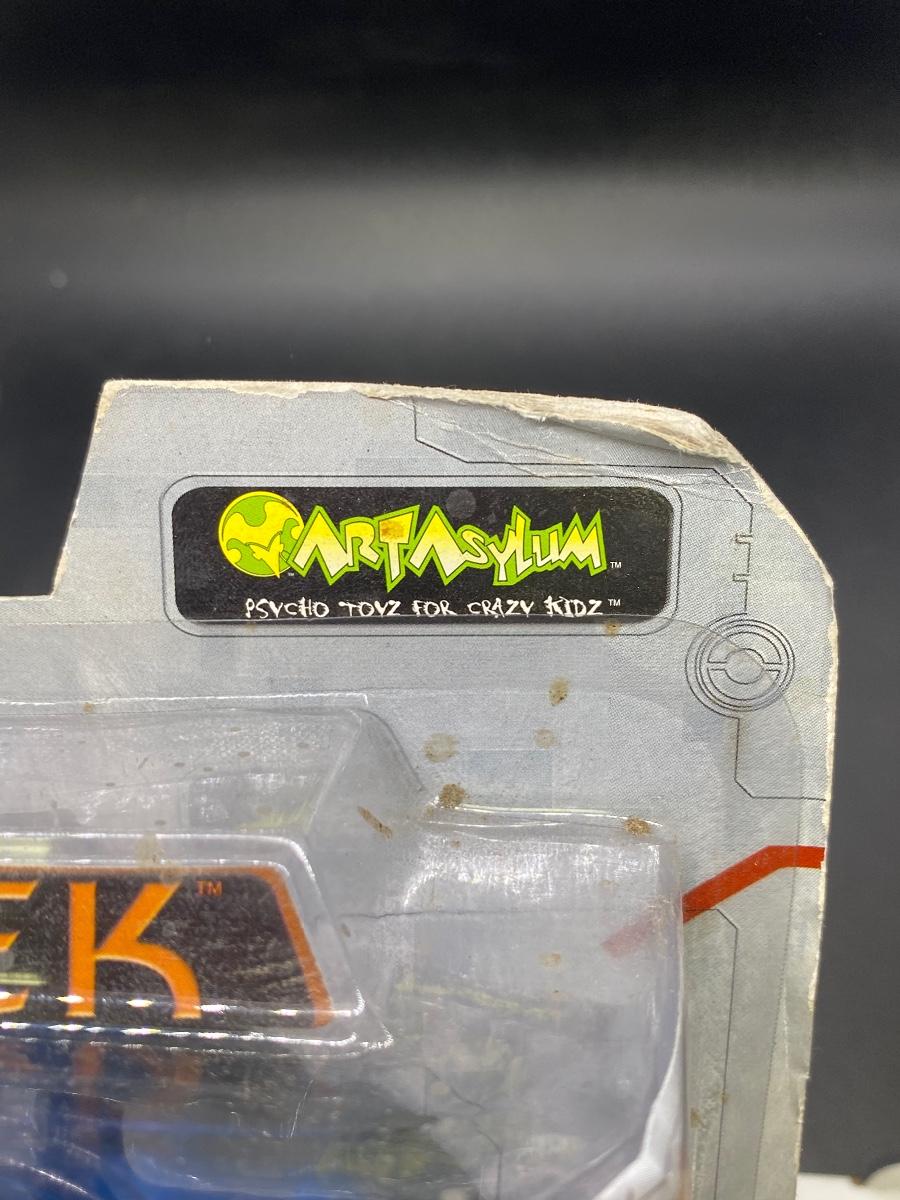 ARTASYLUM™
PSYCHO TOYZ FOR CRAZY KIDZ™
EK™